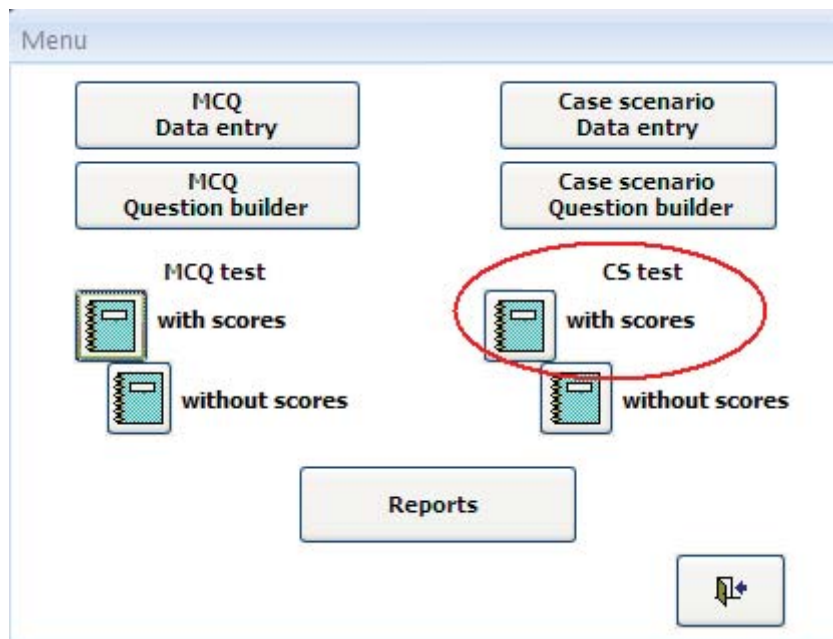 Menu
MCQ
Data entry
Case scenario
Data entry
MCQ
Question builder
Case scenario
Question builder
MCQ test
CS test
with scores
with scores
without scores
without scores
Reports